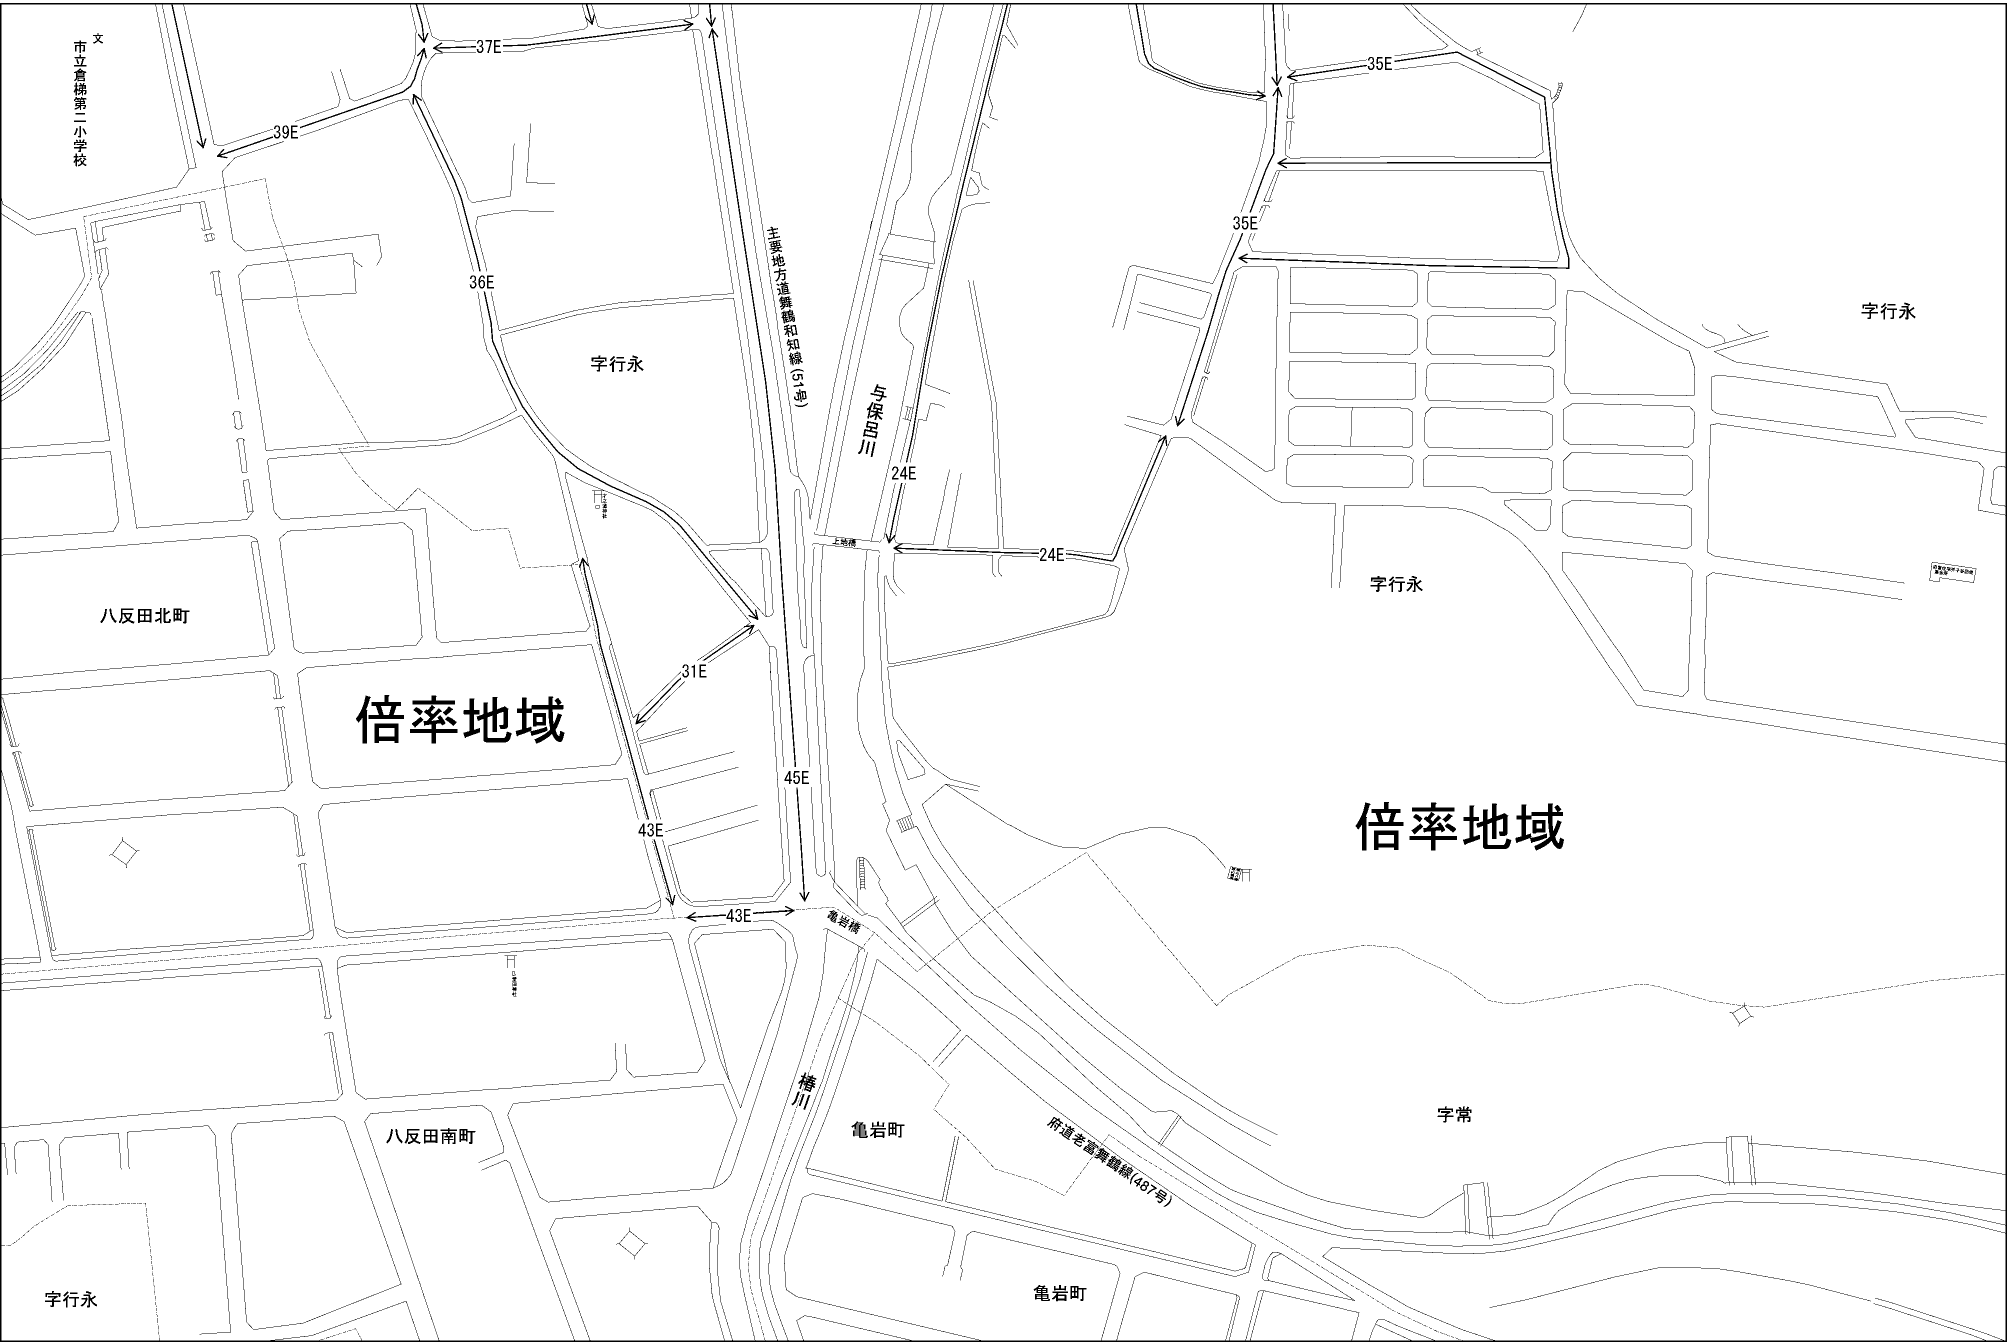 文
市立倉梯第二小学校
37E
35E
39E
35E
主要地方道舞鶴和知線(51号)
36E
字行永
字行永
与保呂川
24E
上地橋
24E
字行永
八反田北町
31E
倍率地域
45E
倍率地域
43E
43E
亀岩橋
椿川
亀岩町
府道老富舞鶴線(487号)
字常
八反田南町
字行永
亀岩町